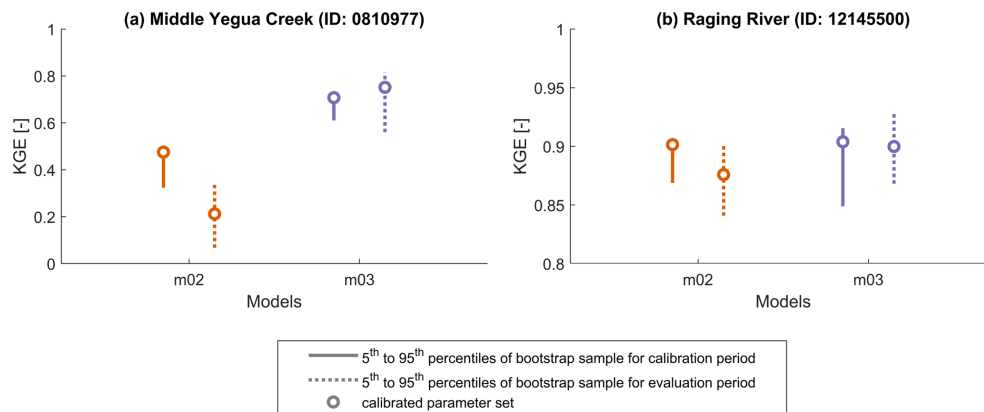 (a) Middle Yegua Creek (ID: 0810977)
1
0.8
0.6
0.4
0.2
0
KGE [-]
m02
m03
Models
(b) Raging River (ID: 12145500)
1
0.95
0.9
0.85
0.8
KGE [-]
m02
m03
Models
5th to 95th percentiles of bootstrap sample for calibration period
5th to 95th percentiles of bootstrap sample for evaluation period
calibrated parameter set